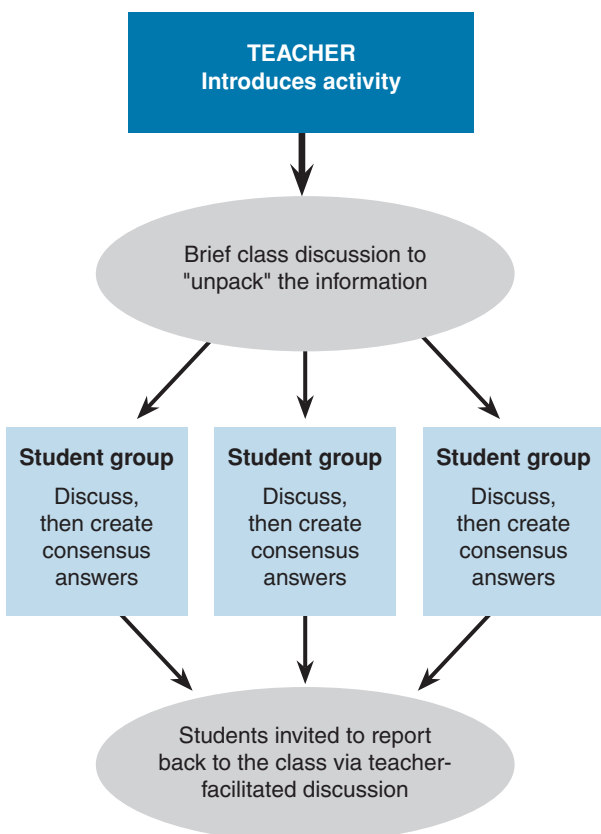 TEACHER
Introduces activity
Brief class discussion to
"unpack" the information
Student group
Discuss,
then create
consensus
answers
Student group
Discuss,
then create
consensus
answers
Student group
Discuss,
then create
consensus
answers
Students invited to report
back to the class via teacher-
facilitated discussion